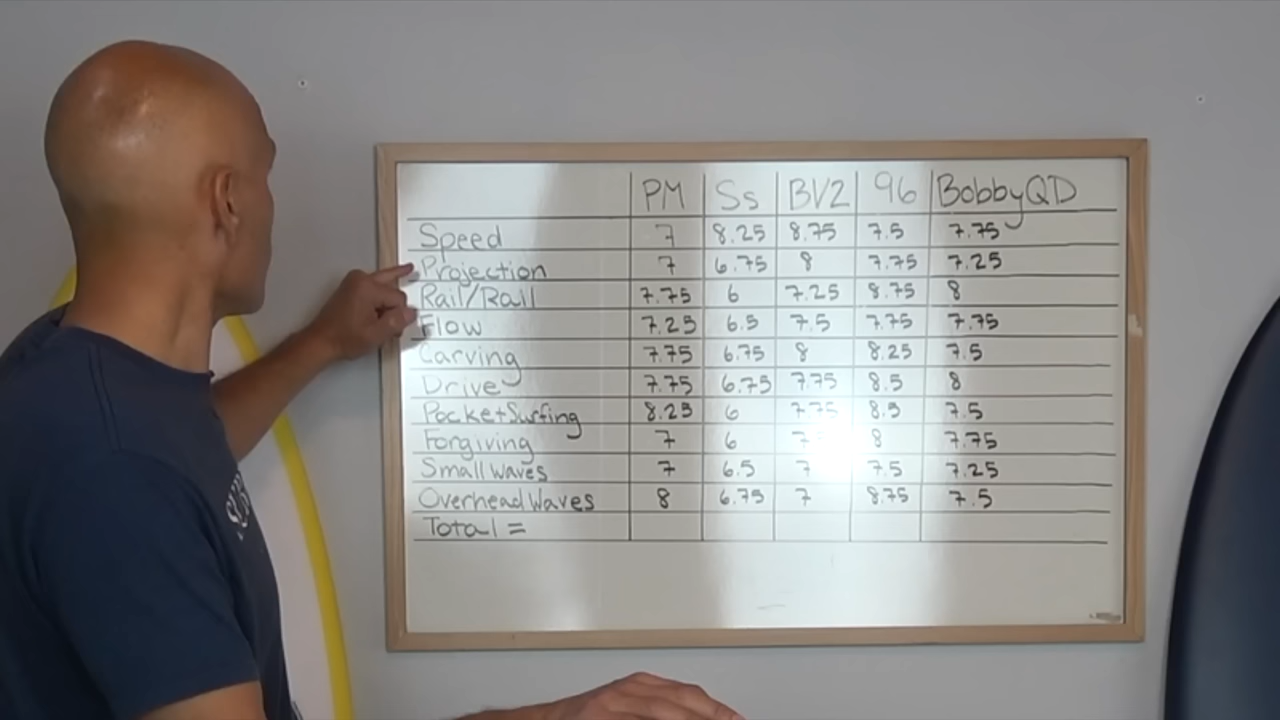 PM Ss BV2 96 BobbyQD
Speed 7 8.25 8.75 7.5 7.75
Projection 7 6.75 8 7.75 7.25
Rail/Rail 7.75 6 7.25 8.75 8
Flow 7.25 6.5 7.5 7.75 7.75
Carving 7.75 6.75 8 8.25 7.5
Drive 7.75 6.75 7.75 8.5 8
Pocket Surfing 8.25 6 7.75 8.5 7.5
Forgiving 7 6 8 7.75
Small Waves 7 6.5 7 7.5 7.25
Overhead Waves 8 6.75 7 8.75 7.5
Total =